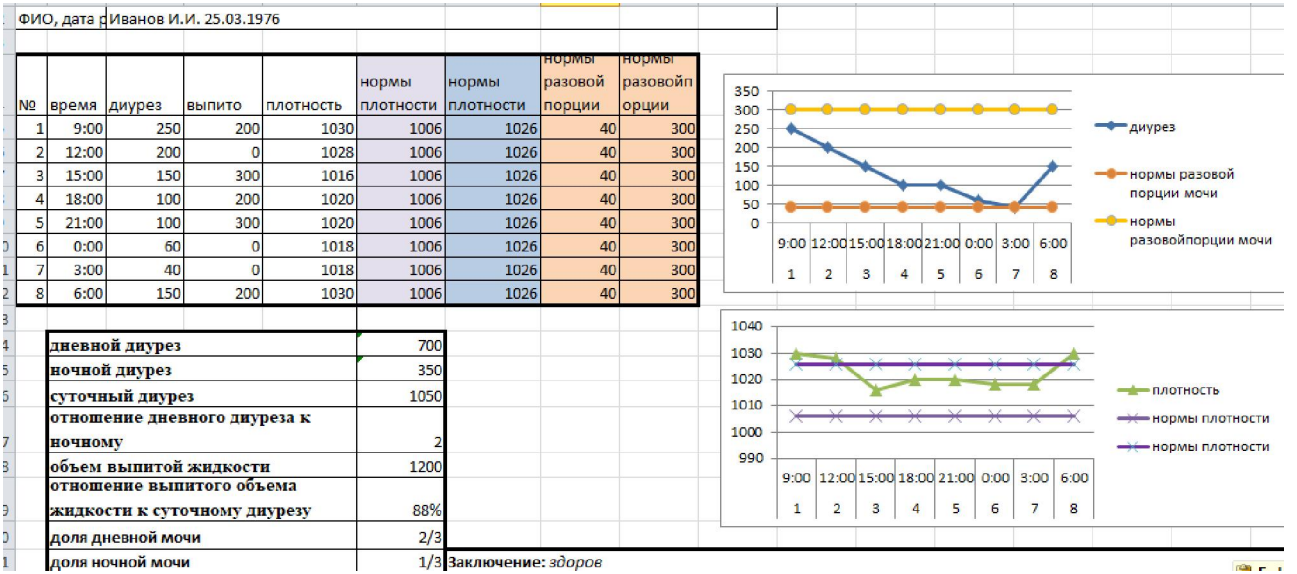 ФИО, дата р Иванов И.И. 25.03.1976
№ время диурез выпито плотность нормы плотности нормы плотности нормы разовой порции нормы разовойпорции
1 9:00 250 200 1030 1006 1026 40 300
2 12:00 200 0 1028 1006 1026 40 300
3 15:00 150 300 1016 1006 1026 40 300
4 18:00 100 200 1020 1006 1026 40 300
5 21:00 100 300 1020 1006 1026 40 300
6 0:00 60 0 1018 1006 1026 40 300
7 3:00 40 0 1018 1006 1026 40 300
8 6:00 150 200 1030 1006 1026 40 300
дневной диурез 700
ночной диурез 350
суточный диурез 1050
отношение дневного диуреза к
ночному 2
объем выпитой жидкости 1200
отношение выпитого объема
жидкости к суточному диурезу 88%
доля дневной мочи 2/3
доля ночной мочи 1/3 Заключение: здоров
350
300
250
200
150
100
50
0
9:00 12:00 15:00 18:00 21:00 0:00 3:00 6:00
1 2 3 4 5 6 7 8
диурез
нормы разовой
порции мочи
нормы
разовойпорции мочи
1040
1030
1020
1010
1000
990
9:00 12:00 15:00 18:00 21:00 0:00 3:00 6:00
1 2 3 4 5 6 7 8
плотность
нормы плотности
нормы плотности